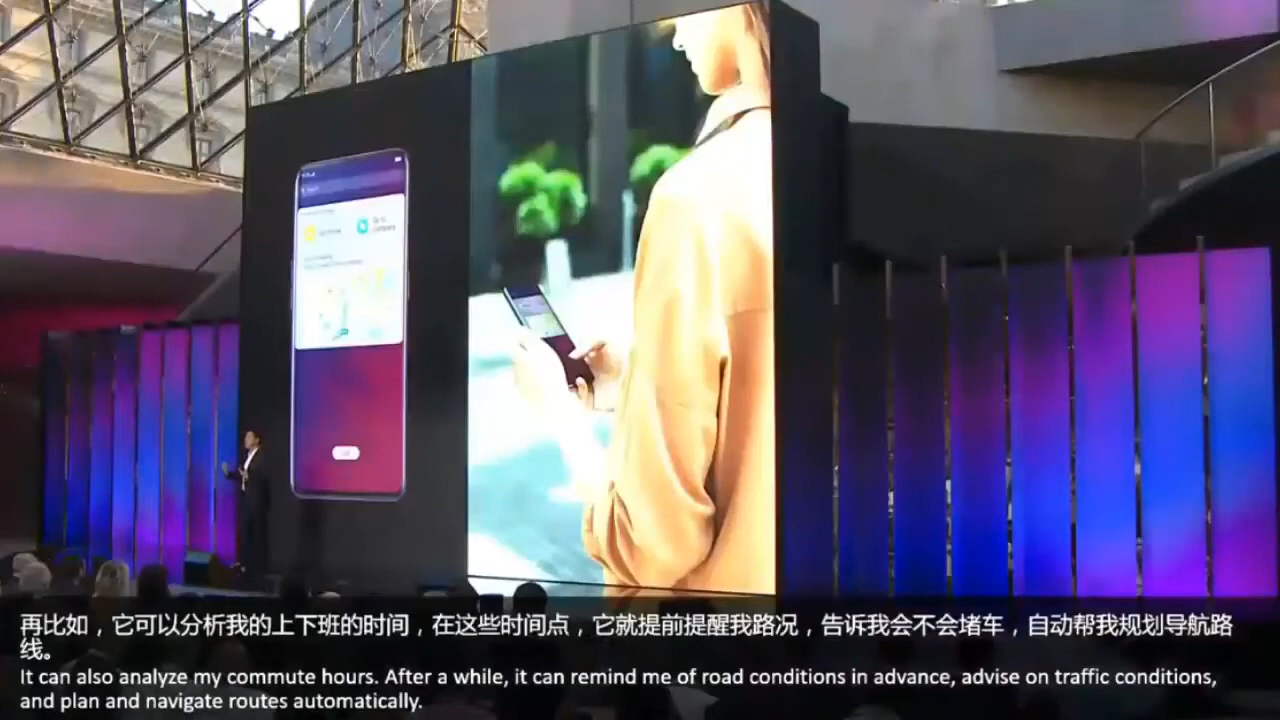 再比如，它可以分析我的上下班的时间，在这些时间点，它就提前提醒我路况，告诉我会不会堵车，自动帮我规划导航路
线。
It can also analyze my commute hours. After a while, it can remind me of road conditions in advance, advise on traffic conditions,
and plan and navigate routes automatically.